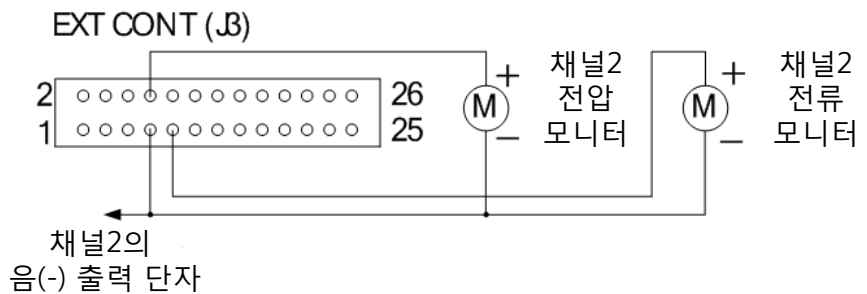 EXT CONT (J3)
2
26
1
25
M
+
−
채널2
전압
모니터
M
+
−
채널2
전류
모니터
채널2의
음(-) 출력 단자